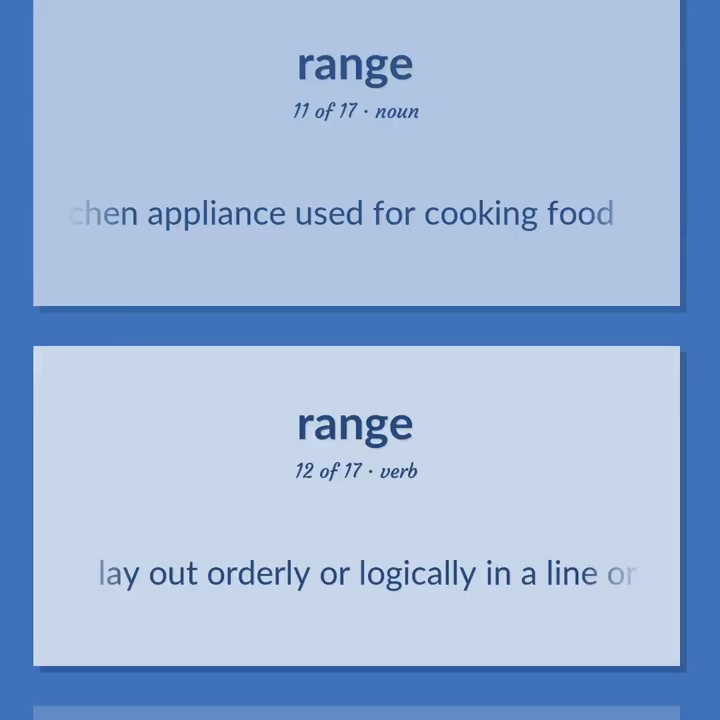 range
11 of 17 · noun
chen appliance used for cooking food
range
12 of 17 · verb
lay out orderly or logically in a line or